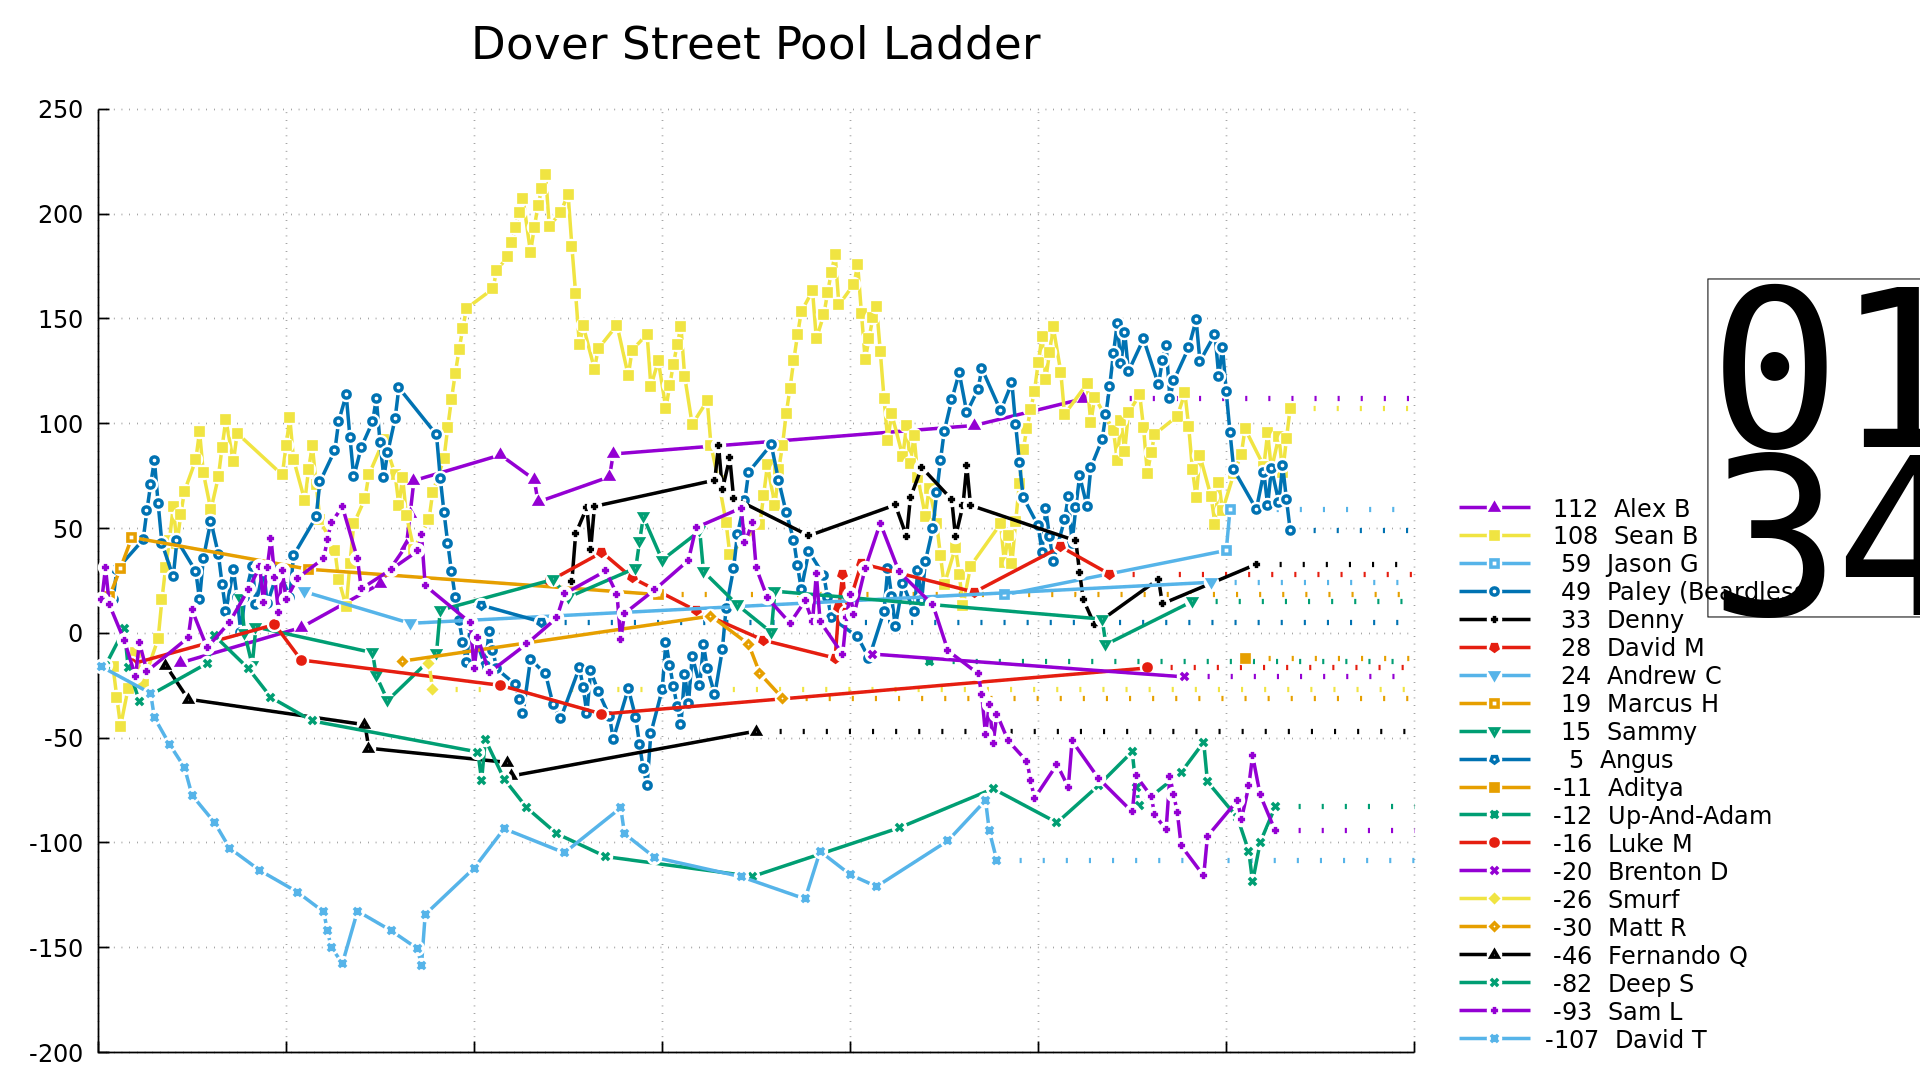 Dover Street Pool Ladder
250
200
150
100
50
0
-50
-100
-150
-200
112 Alex B
108 Sean B
59 Jason G
49 Paley (Beardless
33 Denny
28 David M
24 Andrew C
19 Marcus H
15 Sammy
5 Angus
-11 Aditya
-12 Up-And-Adam
-16 Luke M
-20 Brenton D
-26 Smurf
-30 Matt R
-46 Fernando Q
-82 Deep S
-93 Sam L
-107 David T
01
34